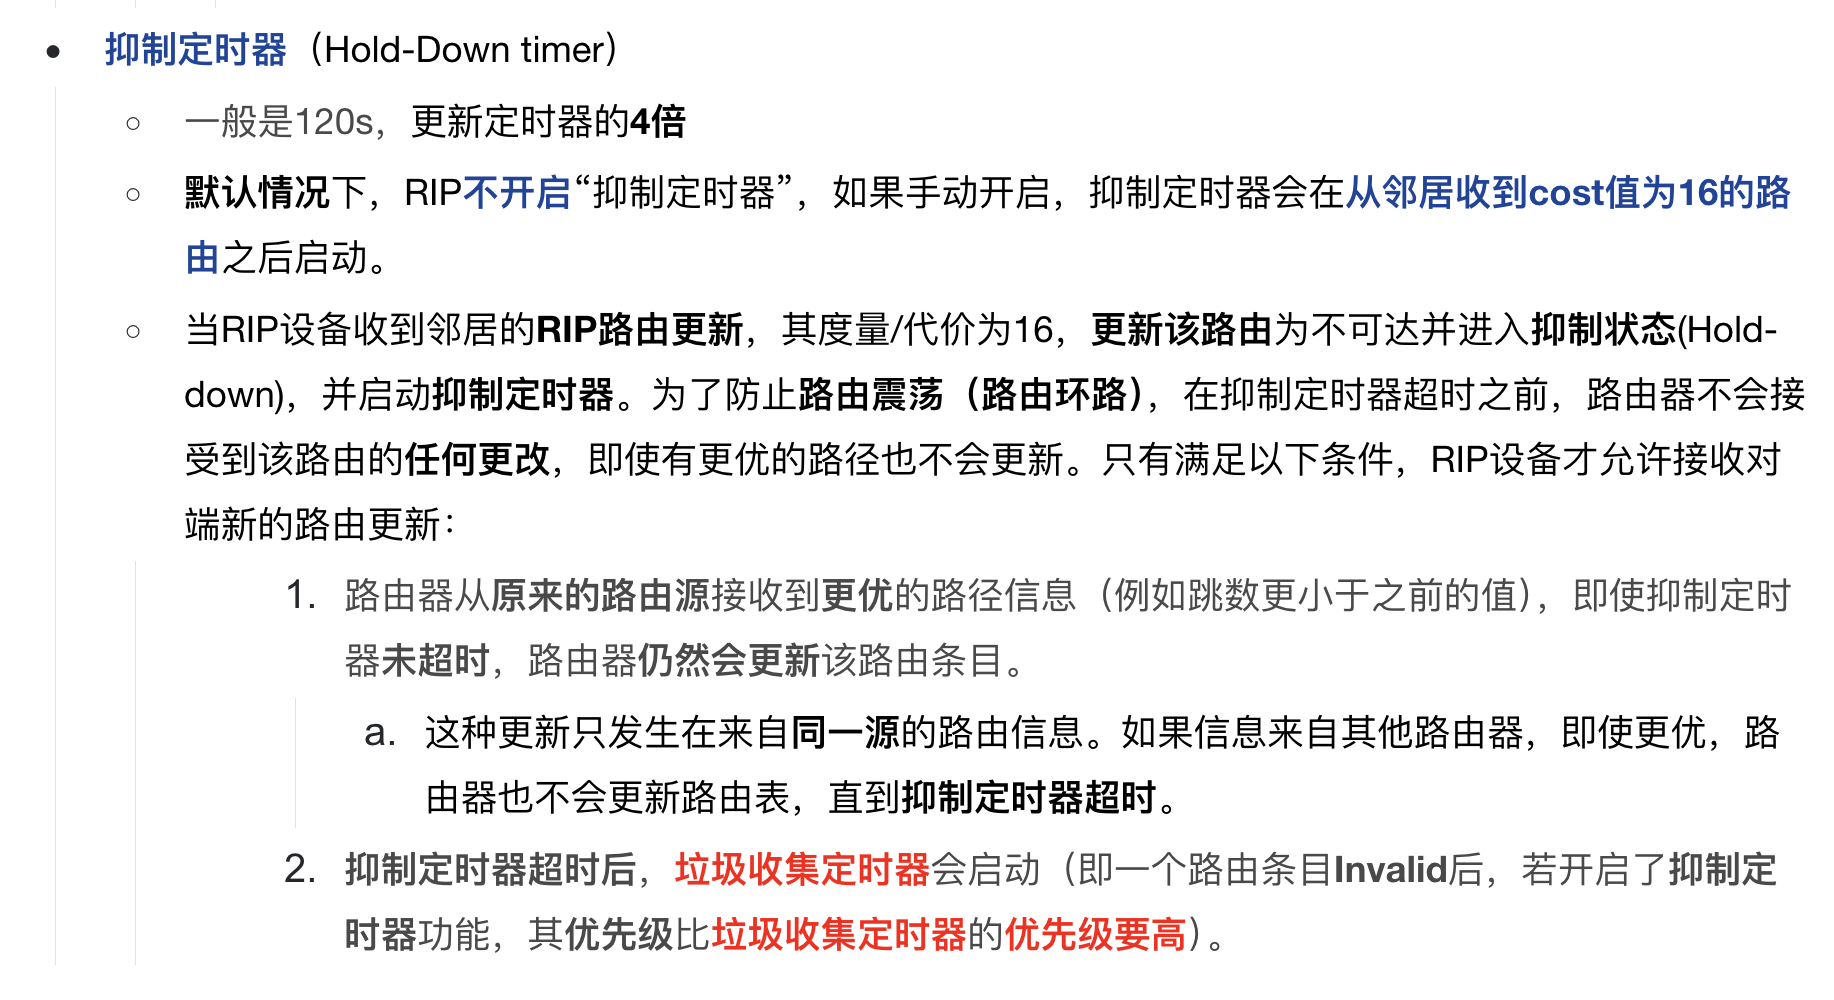 • 抑制定时器（Hold-Down timer）
○ 一般是120s，更新定时器的4倍
○ 默认情况下，RIP不开启“抑制定时器”，如果手动开启，抑制定时器会在从邻居收到cost值为16的路
由之后启动。
○ 当RIP设备收到邻居的RIP路由更新，其度量/代价为16，更新该路由为不可达并进入抑制状态(Hold-
down)，并启动抑制定时器。为了防止路由震荡（路由环路），在抑制定时器超时之前，路由器不会接
受到该路由的任何更改，即使有更优的路径也不会更新。只有满足以下条件，RIP设备才允许接收对
端新的路由更新：
1. 路由器从原来的路由源接收到更优的路径信息（例如跳数更小于之前的值），即使抑制定时
器未超时，路由器仍然会更新该路由条目。
a. 这种更新只发生在来自同一源的路由信息。如果信息来自其他路由器，即使更优，路
由器也不会更新路由表，直到抑制定时器超时。
2. 抑制定时器超时后，垃圾收集定时器会启动（即一个路由条目Invalid后，若开启了抑制定
时器功能，其优先级比垃圾收集定时器的优先级要高）。